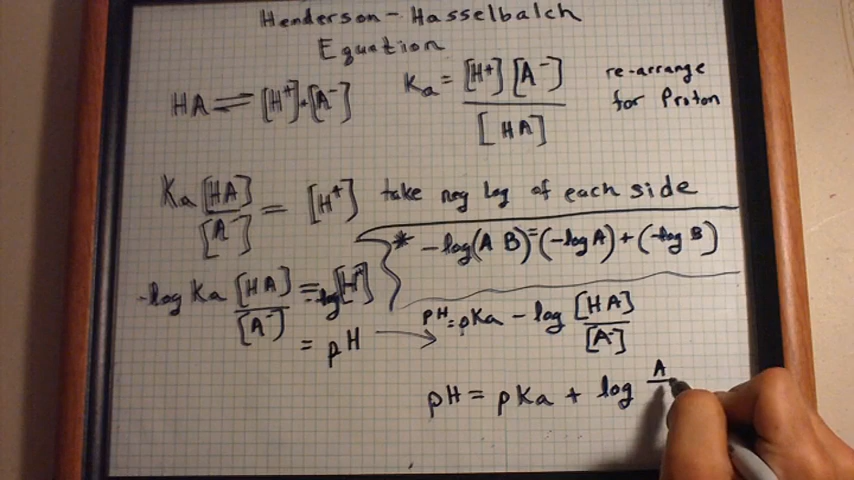 Henderson-Hasselbalch
Equation
HA ⇌ [H⁺]·[A⁻]
Ka = [H⁺][A⁻] / [HA]
re-arrange
for Proton
Ka [HA] / [A⁻] = [H⁺] take neg log of each side
* -log(A B) = (-log A) + (-log B)
-log Ka [HA] / [A⁻] = -log [H⁺]
= pH → pH = pKa - log [HA] / [A⁻]
pH = pKa + log A